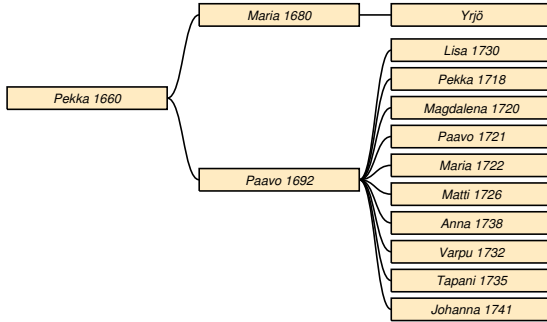 Pekka 1660
Maria 1680
Yrjö
Paavo 1692
Lisa 1730
Pekka 1718
Magdalena 1720
Paavo 1721
Maria 1722
Matti 1726
Anna 1738
Varpu 1732
Tapani 1735
Johanna 1741